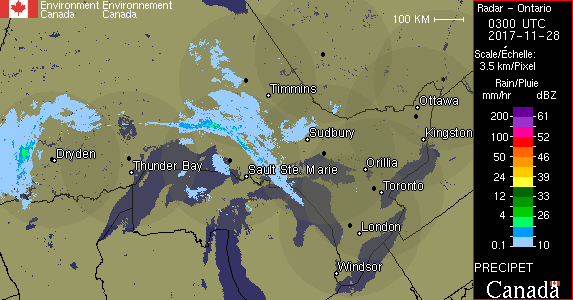 Environment Environnement
Canada Canada
100 KM
Timmins
Ottawa
Sudbury
Kingston
Dryden
Thunder Bay
Sault Ste. Marie
Orillia
Toronto
London
Windsor
Radar - Ontario
0300 UTC
2017-11-28
Scale/Échelle:
3.5 km/Pixel
Rain/Pluie
mm/hr dBZ
200 61
100 52
50 46
24 39
12 33
4 26
0.1 10
PRECIPET
Canada